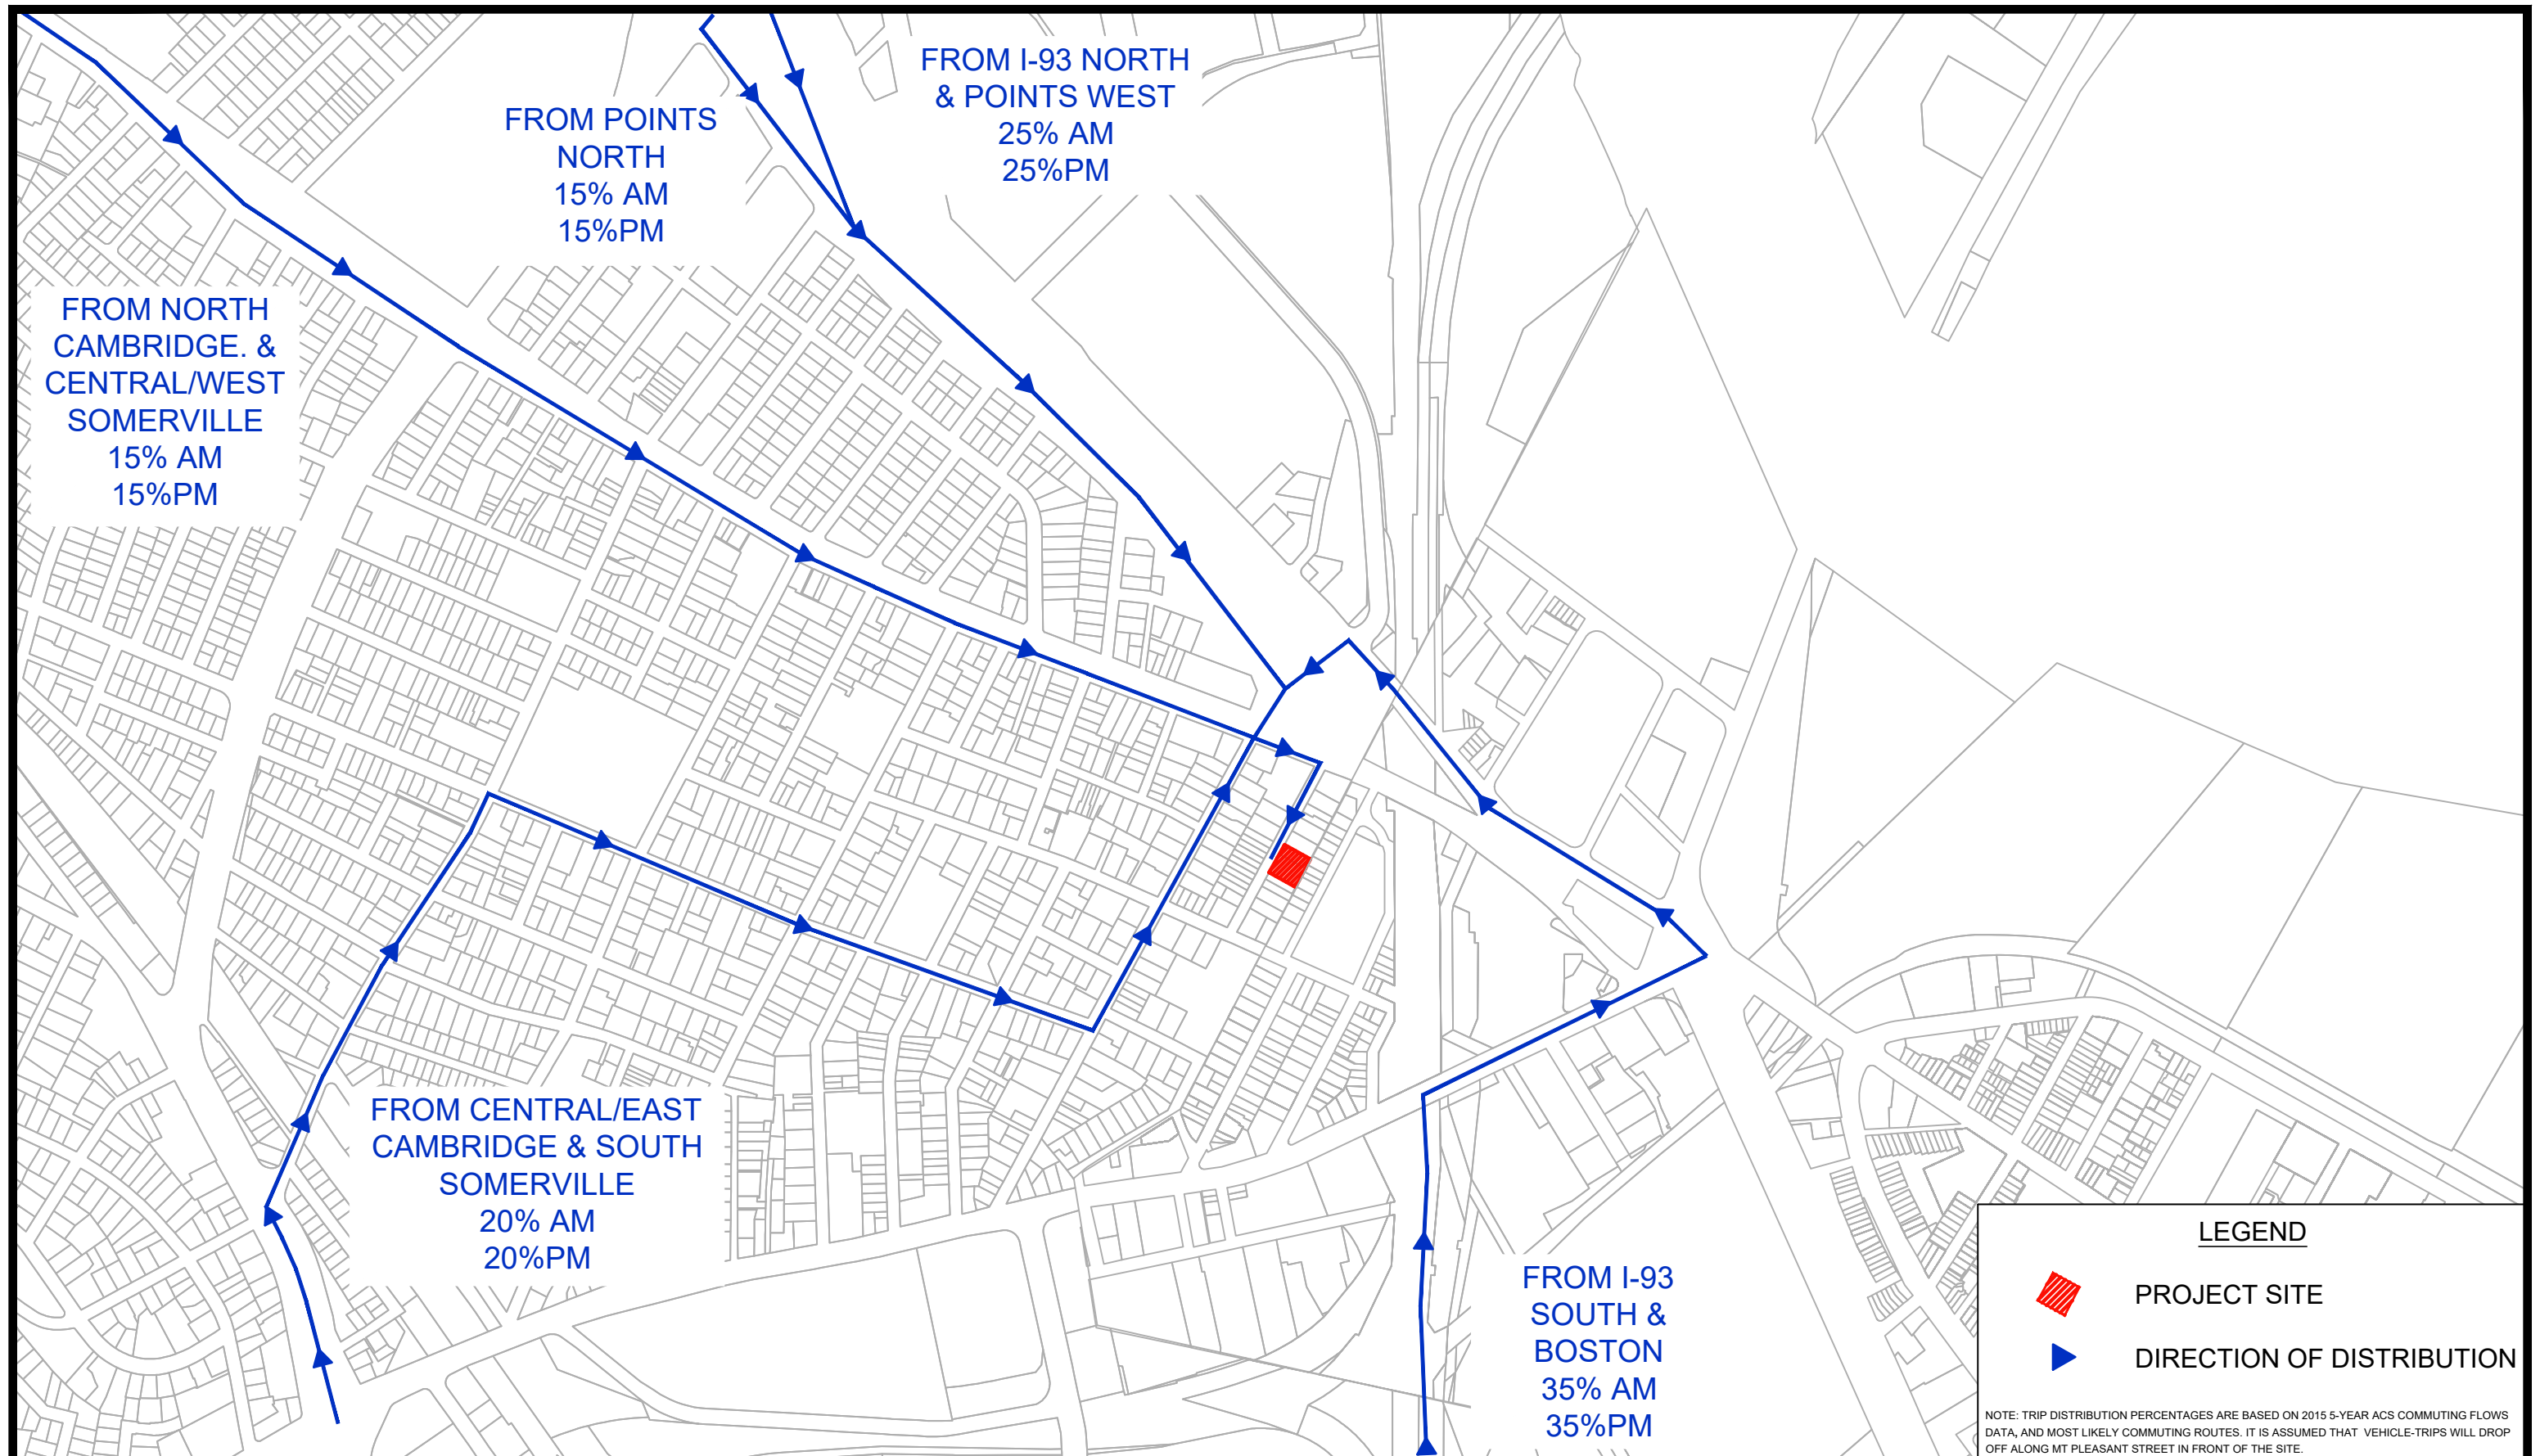 FROM I-93 NORTH
& POINTS WEST
25% AM
25%PM
FROM POINTS
NORTH
15% AM
15%PM
FROM NORTH
CAMBRIDGE. &
CENTRAL/WEST
SOMERVILLE
15% AM
15%PM
FROM CENTRAL/EAST
CAMBRIDGE & SOUTH
SOMERVILLE
20% AM
20%PM
FROM I-93
SOUTH &
BOSTON
35% AM
35%PM
LEGEND
PROJECT SITE
DIRECTION OF DISTRIBUTION
NOTE: TRIP DISTRIBUTION PERCENTAGES ARE BASED ON 2015 5-YEAR ACS COMMUTING FLOWS
DATA, AND MOST LIKELY COMMUTING ROUTES. IT IS ASSUMED THAT VEHICLE-TRIPS WILL DROP
OFF ALONG MT PLEASANT STREET IN FRONT OF THE SITE.